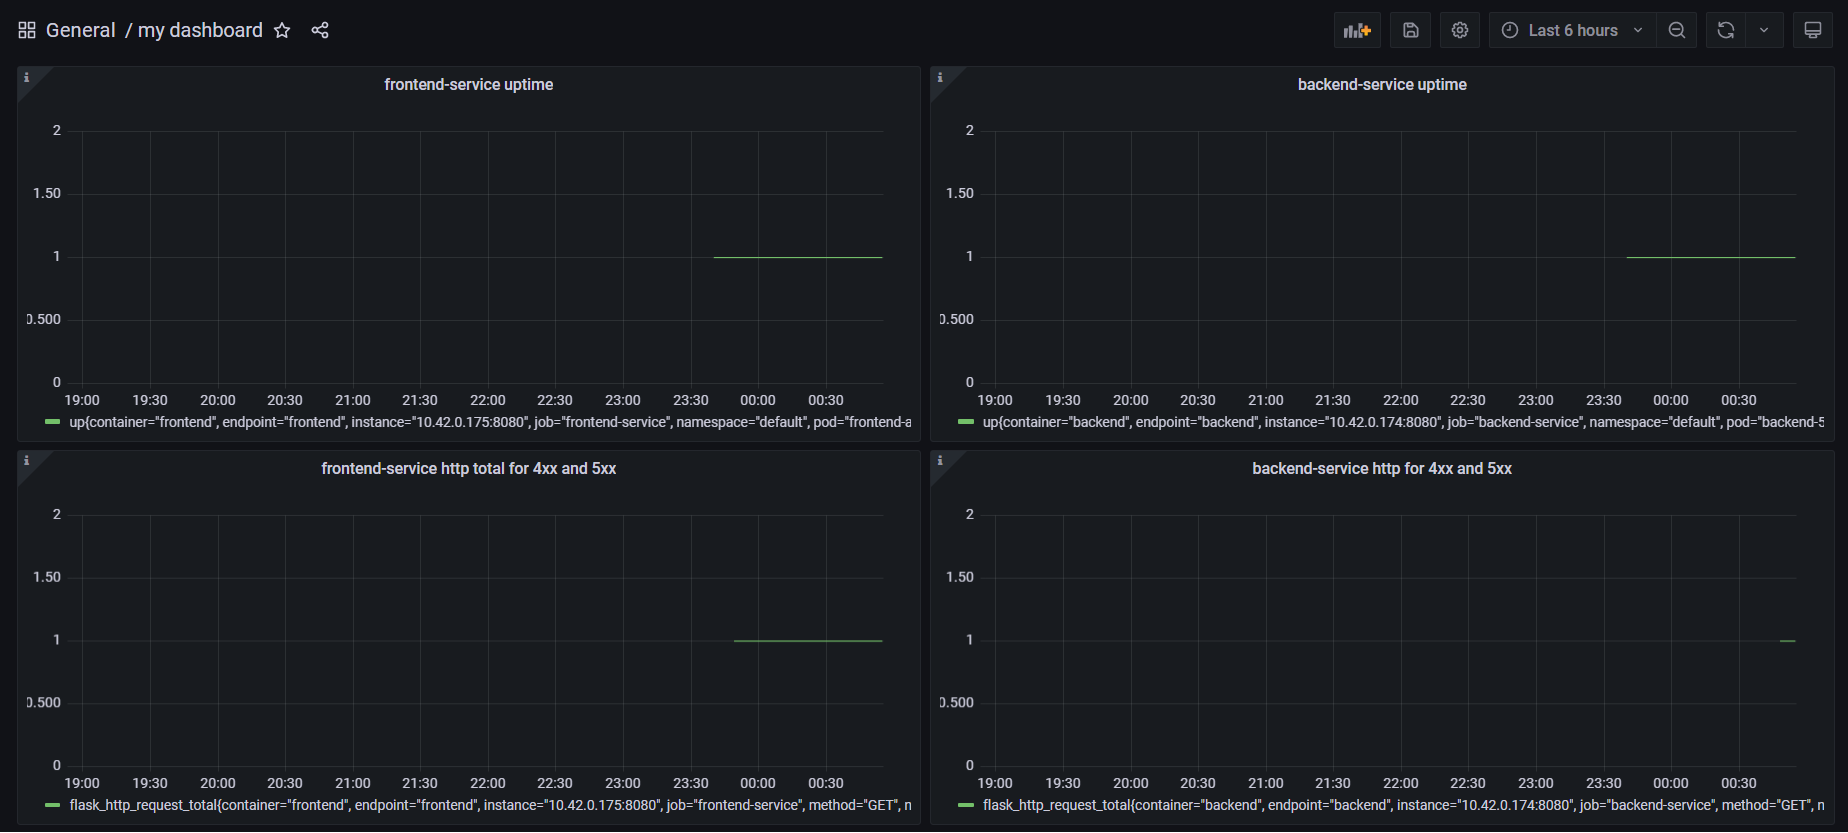 General / my dashboard
Last 6 hours
frontend-service uptime
2
1.50
1
0.500
0
19:00 19:30 20:00 20:30 21:00 21:30 22:00 22:30 23:00 23:30 00:00 00:30
up{container="frontend", endpoint="frontend", instance="10.42.0.175:8080", job="frontend-service", namespace="default", pod="frontend-a
backend-service uptime
2
1.50
1
0.500
0
19:00 19:30 20:00 20:30 21:00 21:30 22:00 22:30 23:00 23:30 00:00 00:30
up{container="backend", endpoint="backend", instance="10.42.0.174:8080", job="backend-service", namespace="default", pod="backend-5
frontend-service http total for 4xx and 5xx
2
1.50
1
0.500
0
19:00 19:30 20:00 20:30 21:00 21:30 22:00 22:30 23:00 23:30 00:00 00:30
flask_http_request_total{container="frontend", endpoint="frontend", instance="10.42.0.175:8080", job="frontend-service", method="GET",
backend-service http for 4xx and 5xx
2
1.50
1
0.500
0
19:00 19:30 20:00 20:30 21:00 21:30 22:00 22:30 23:00 23:30 00:00 00:30
flask_http_request_total{container="backend", endpoint="backend", instance="10.42.0.174:8080", job="backend-service", method="GET",